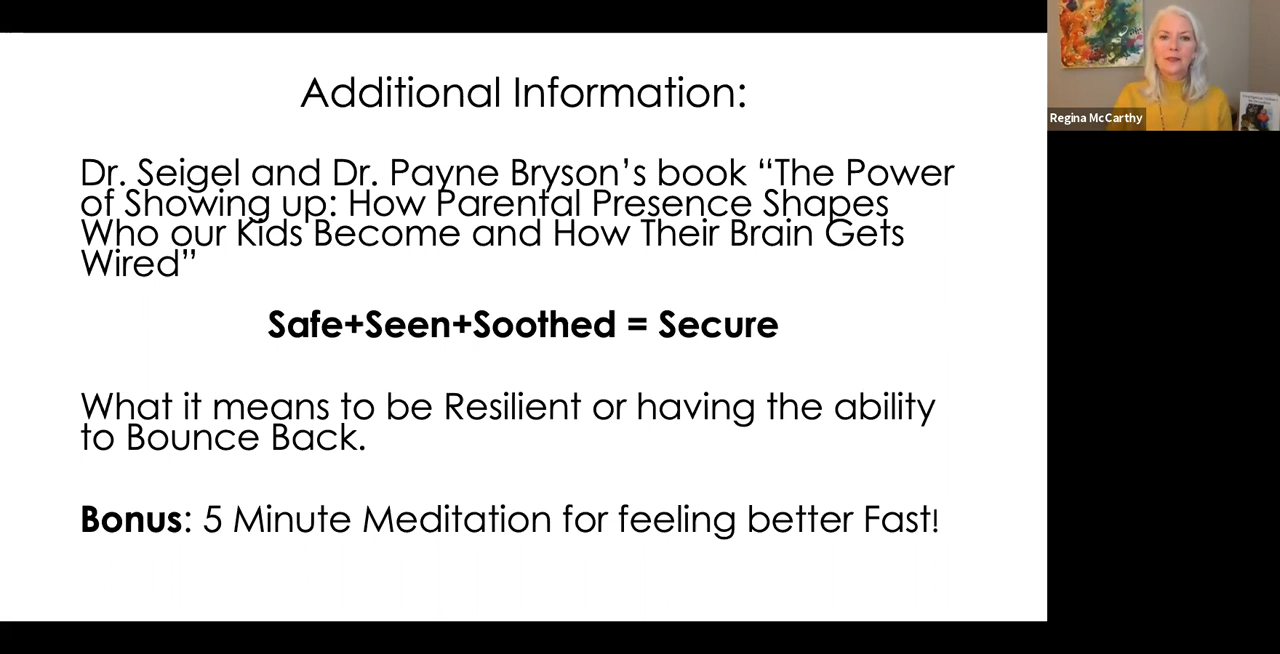 Additional Information:
Dr. Seigel and Dr. Payne Bryson’s book “The Power
of Showing up: How Parental Presence Shapes
Who our Kids Become and How Their Brain Gets
Wired”
Safe+Seen+Soothed = Secure
What it means to be Resilient or having the ability
to Bounce Back.
Bonus: 5 Minute Meditation for feeling better Fast!
Regina McCarthy